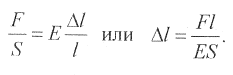 F/S = E Δl/l или Δl = Fl/ES.